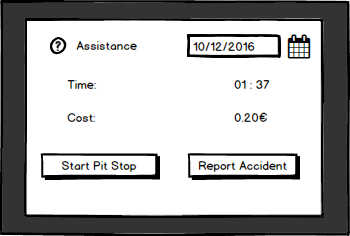 ? Assistance 10/12/2016
Time: 01 : 37
Cost: 0.20€
Start Pit Stop Report Accident